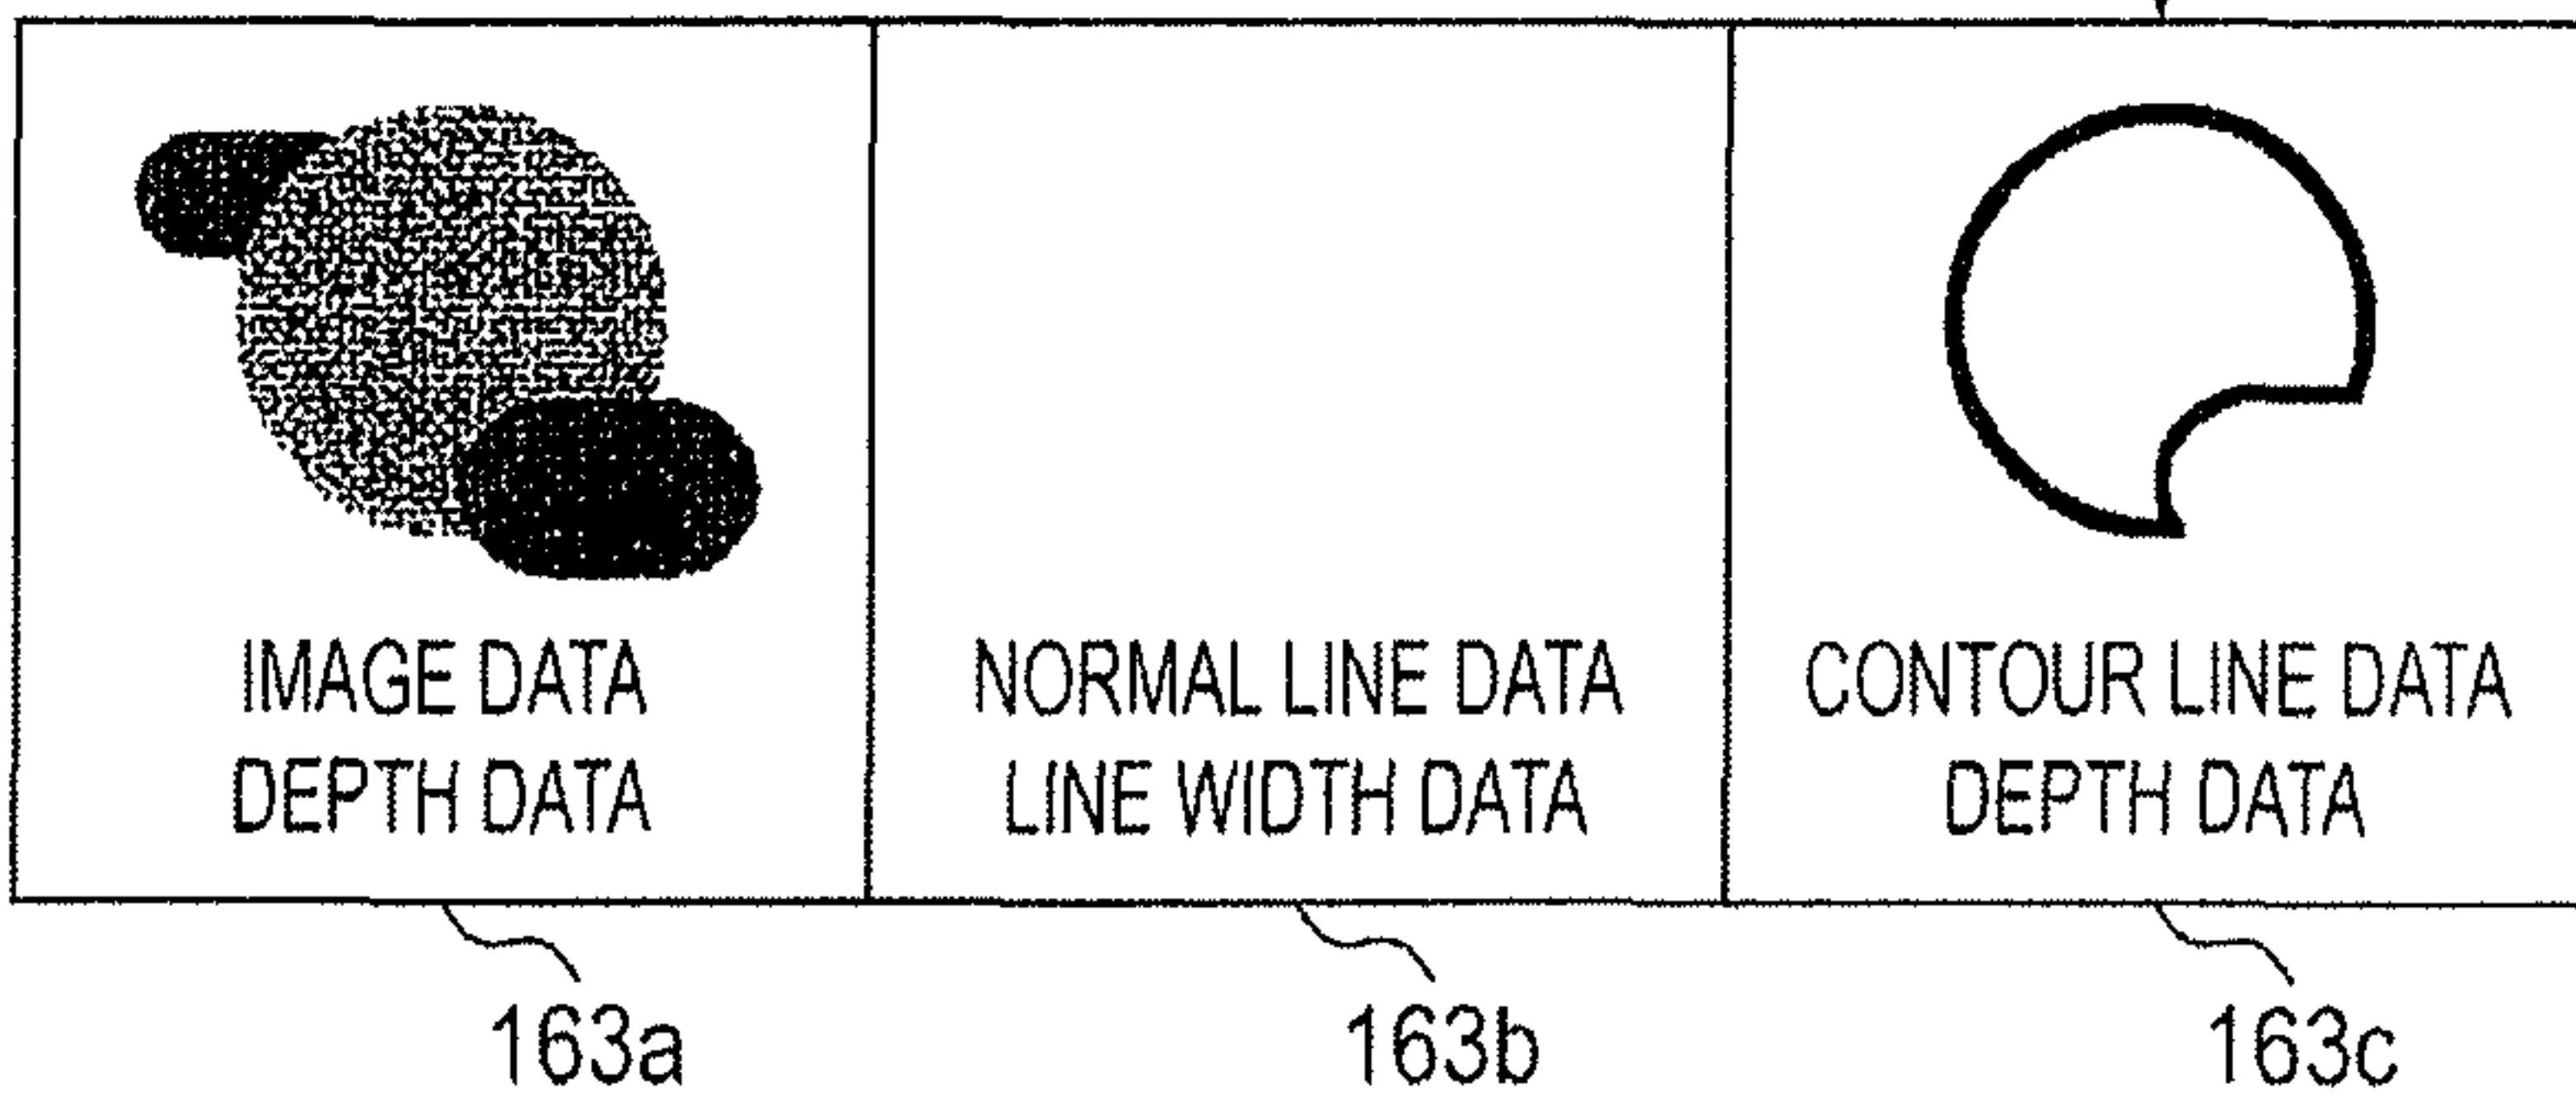 IMAGE DATA
DEPTH DATA
NORMAL LINE DATA
LINE WIDTH DATA
CONTOUR LINE DATA
DEPTH DATA
163a
163b
163c